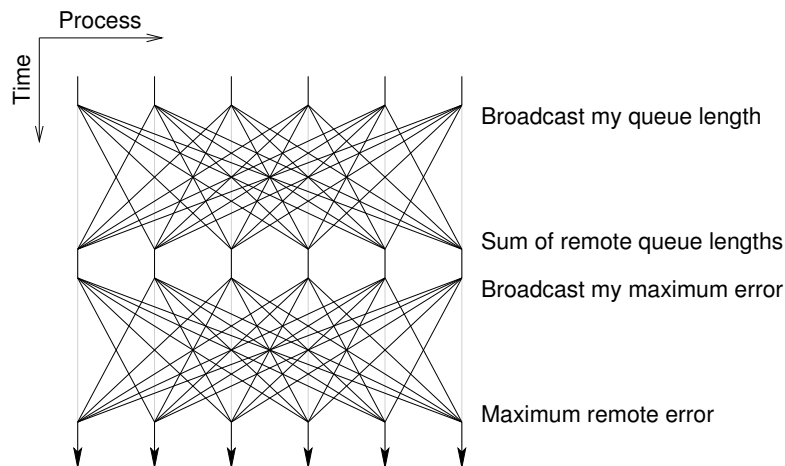 Process
Time
Broadcast my queue length
Sum of remote queue lengths
Broadcast my maximum error
Maximum remote error